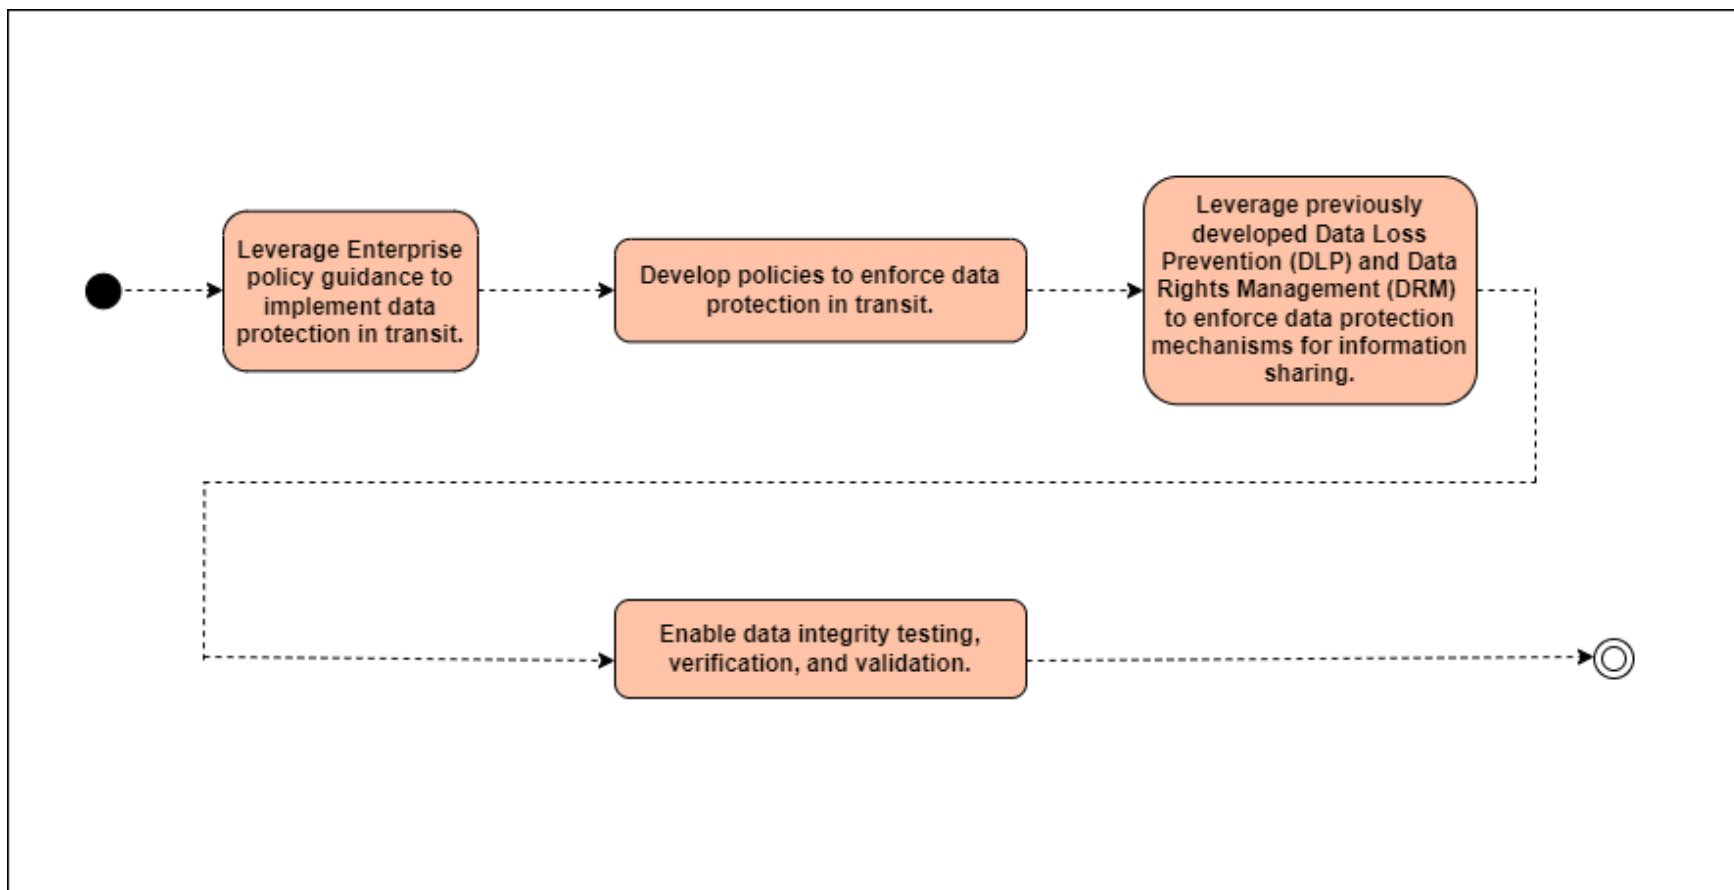 Leverage Enterprise
policy guidance to
implement data
protection in transit.
Develop policies to enforce data
protection in transit.
Leverage previously
developed Data Loss
Prevention (DLP) and Data
Rights Management (DRM)
to enforce data protection
mechanisms for information
sharing.
Enable data integrity testing,
verification, and validation.